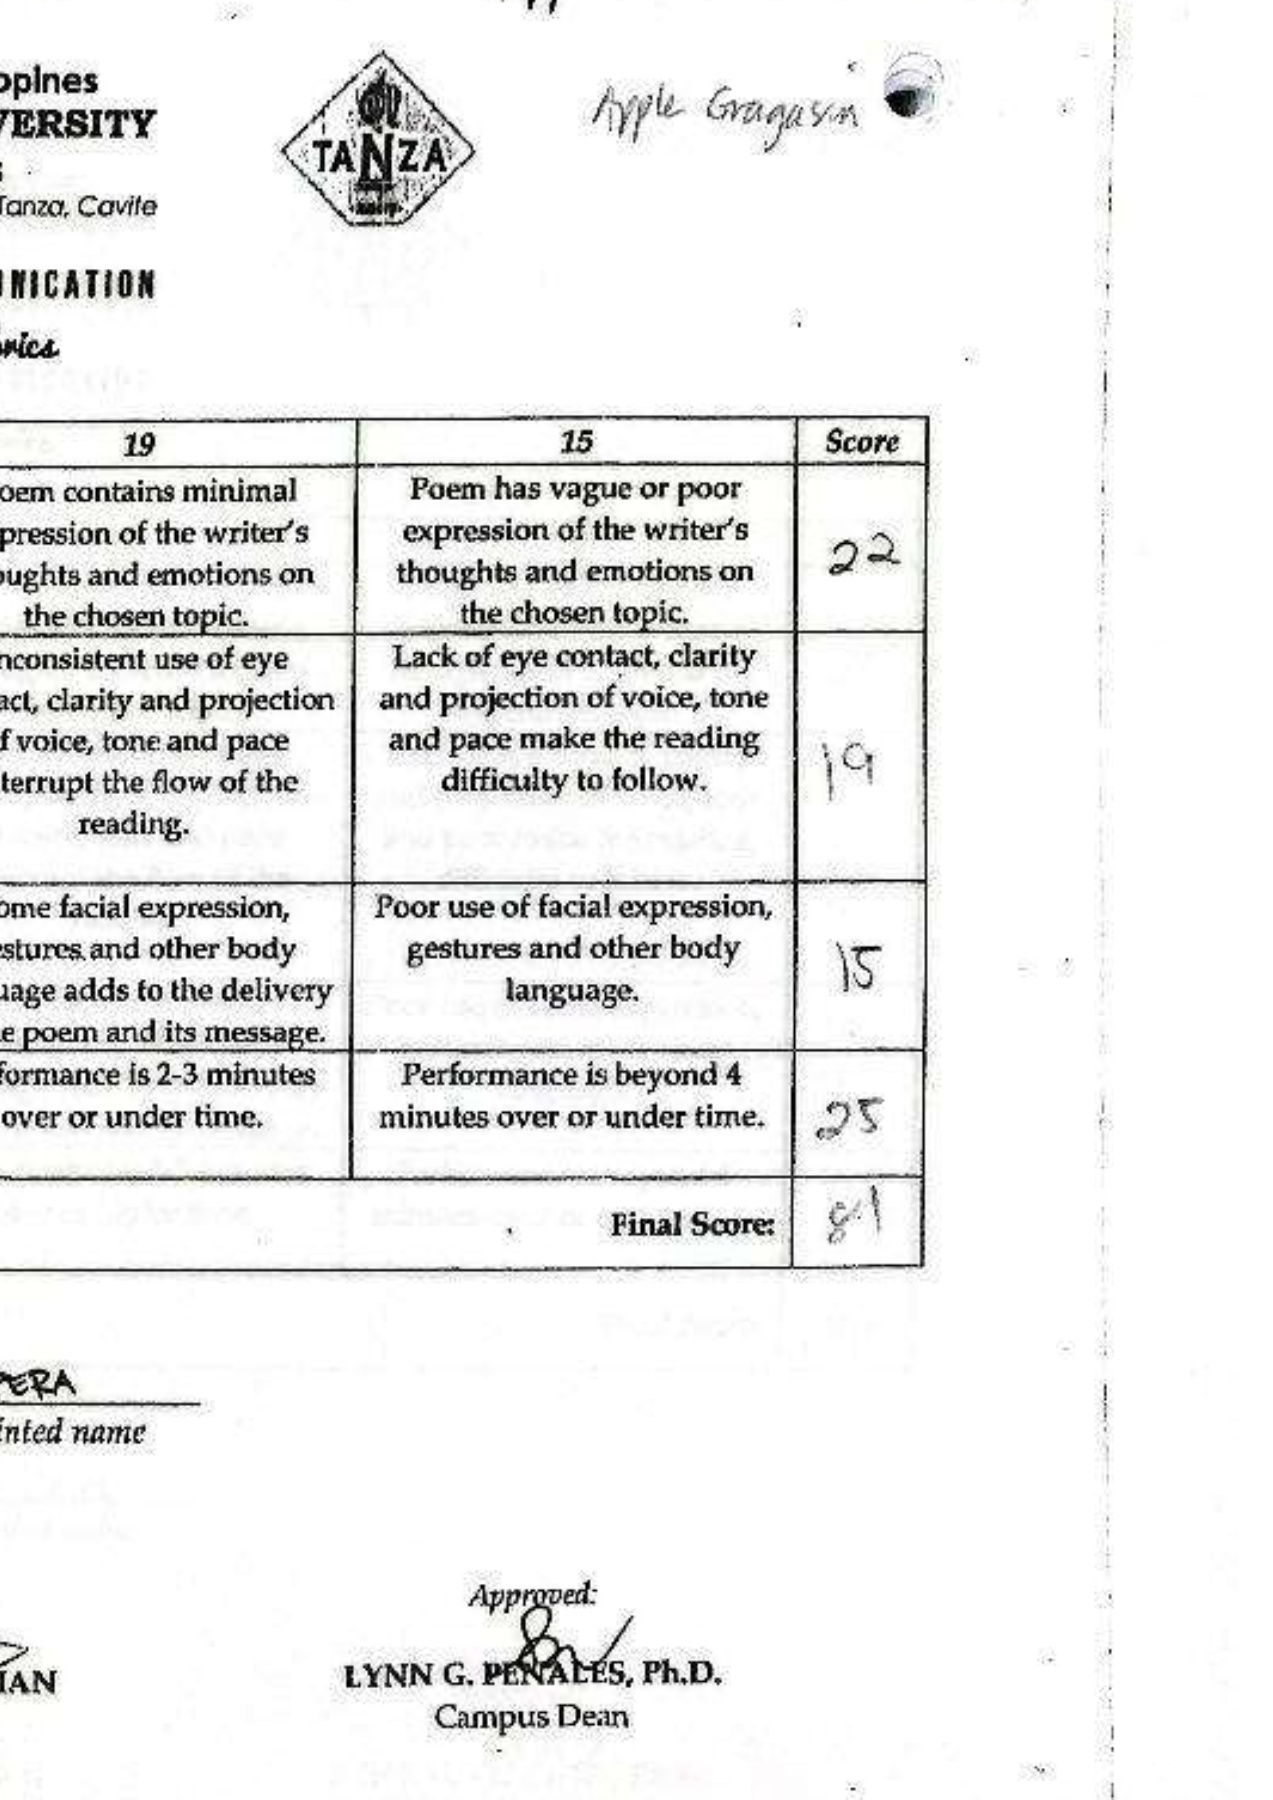 opines
VERSITY
Tanza, Cavite
TANZA
Apple Gragasin
UNICATION
brics
19
15
Score
oem contains minimal
pression of the writer's
oughts and emotions on
the chosen topic.
Poem has vague or poor
expression of the writer's
thoughts and emotions on
the chosen topic.
22
nconsistent use of eye
act, clarity and projection
f voice, tone and pace
terrupt the flow of the
reading.
Lack of eye contact, clarity
and projection of voice, tone
and pace make the reading
difficulty to follow.
19
ome facial expression,
estures and other body
uage adds to the delivery
e poem and its message.
Poor use of facial expression,
gestures and other body
language.
15
formance is 2-3 minutes
over or under time.
Performance is beyond 4
minutes over or under time.
25
Final Score:
81
PERA
inted name
Approved:
IAN
LYNN G. PENALES, Ph.D.
Campus Dean